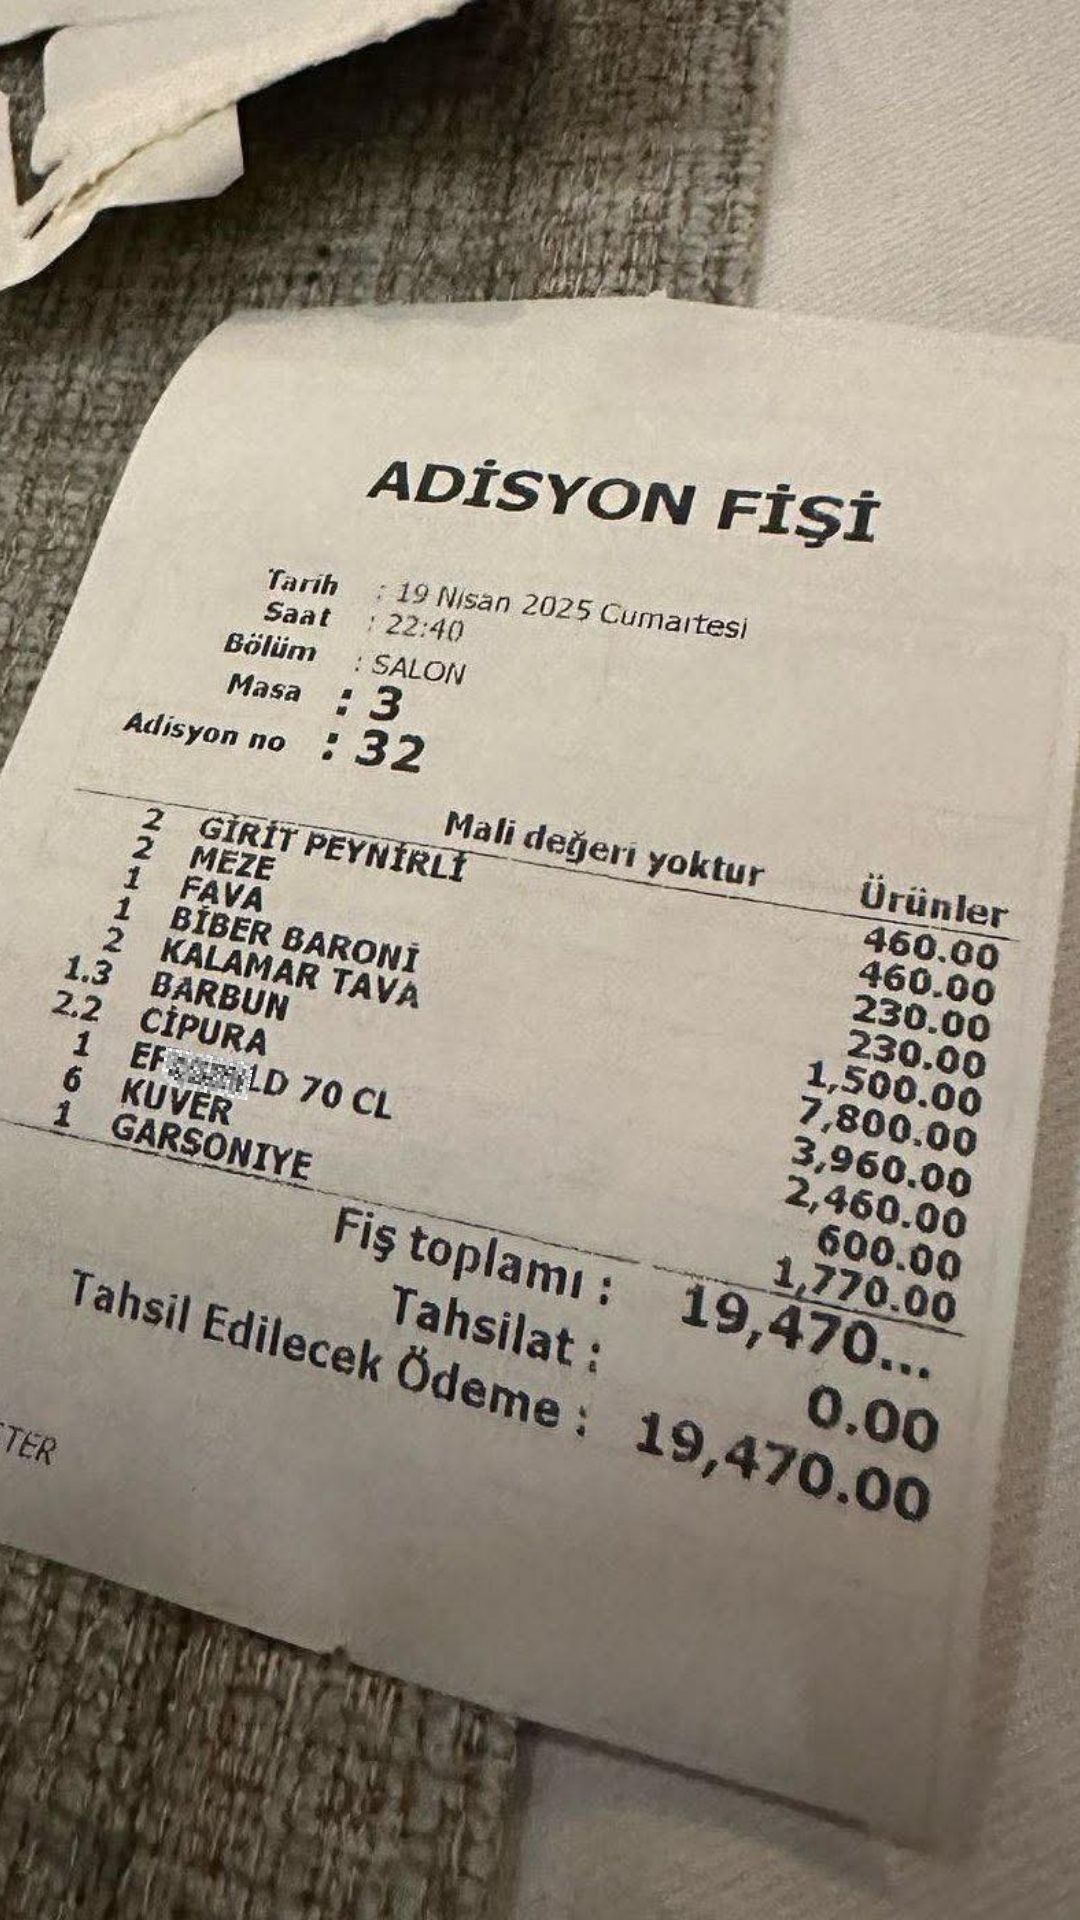 ADİSYON FİŞİ
Tarih : 19 Nisan 2025 Cumartesi
Saat : 22:40
Bölüm : SALON
Masa : 3
Adisyon no : 32
Mali değeri yoktur Ürünler
2 GİRİT PEYNİRLİ 460.00
2 MEZE 460.00
1 FAVA 230.00
1 BİBER BARONİ 230.00
2 KALAMAR TAVA 1,500.00
1.3 BARBUN 7,800.00
2.2 CİPURA 3,960.00
1 LD 70 CL 2,460.00
6 KUVER 600.00
1 GARSONIYE 1,770.00
Fiş toplamı : 19,470...
Tahsilat : 0.00
Tahsil Edilecek Ödeme : 19,470.00
TER